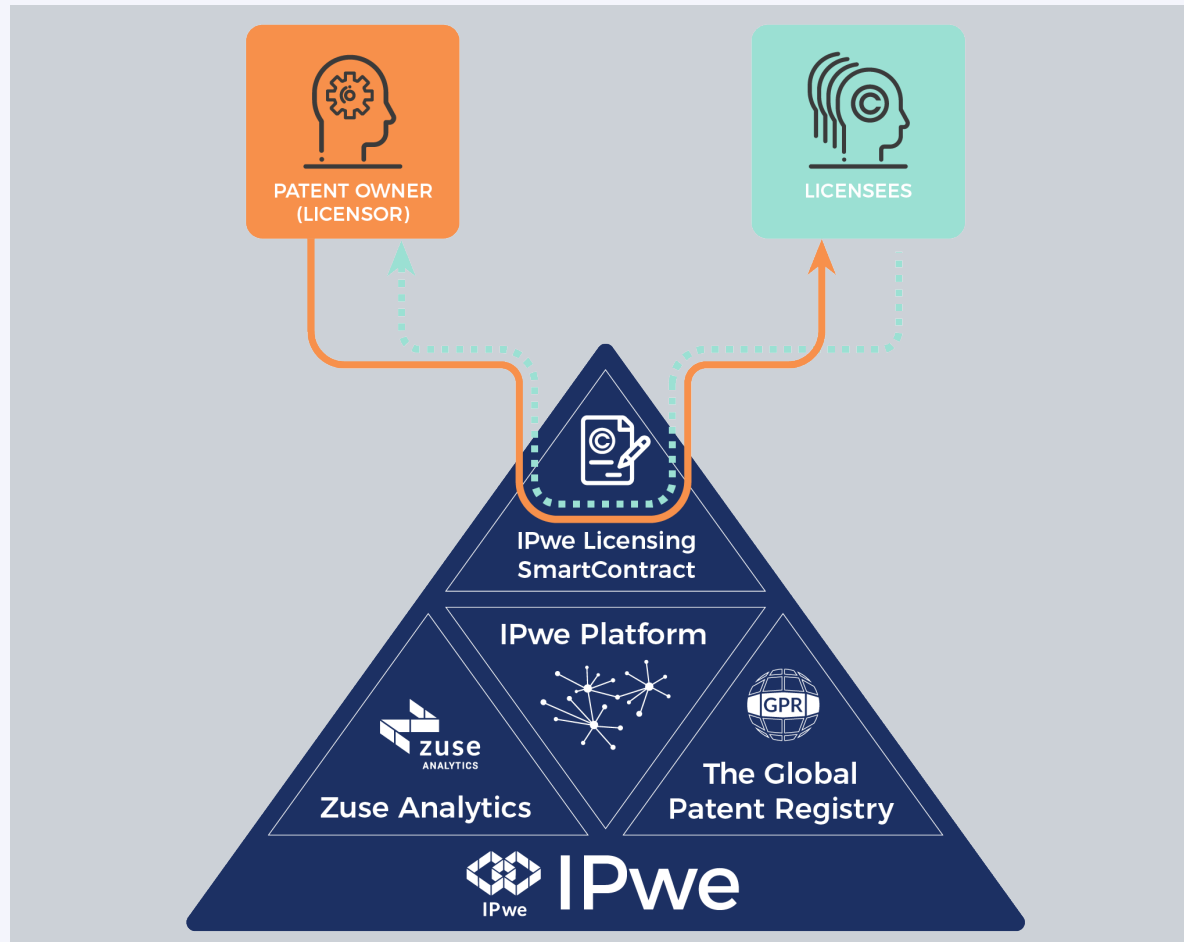 PATENT OWNER
(LICENSOR)
LICENSEES
©
©
IPwe Licensing
SmartContract
IPwe Platform
zuse
ANALYTICS
Zuse Analytics
GPR
The Global
Patent Registry
IPwe
IPwe